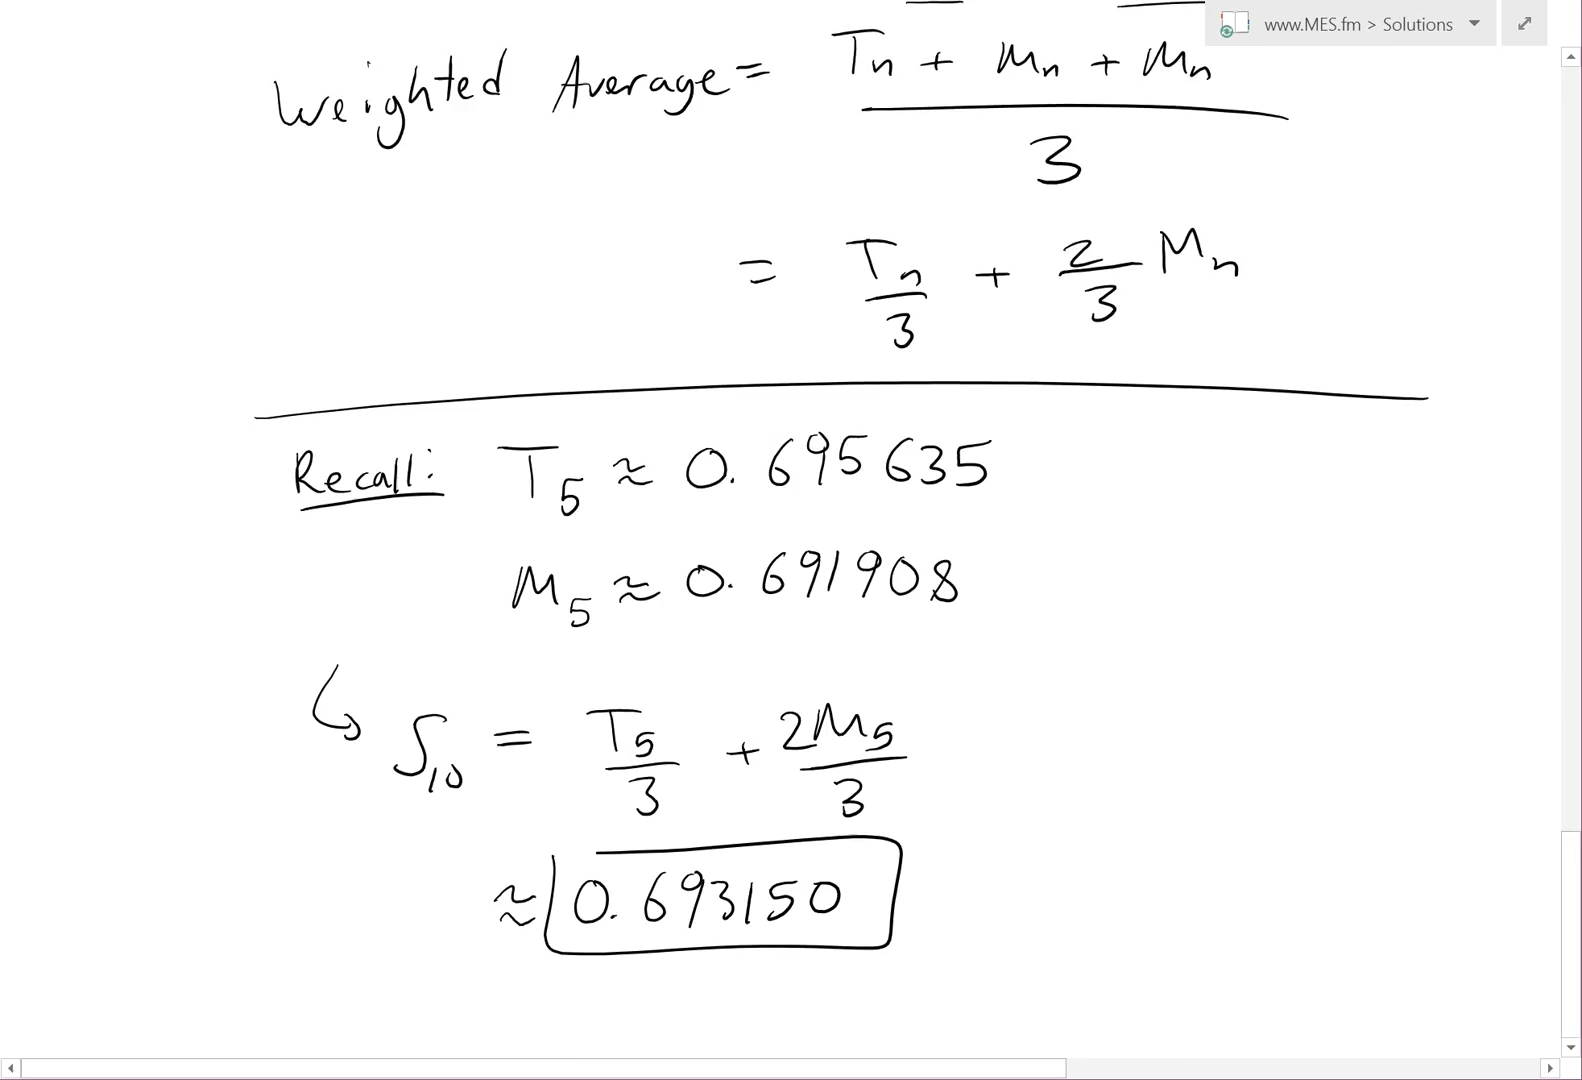 www.MES.fm > Solutions
Weighted Average = (Tn + Mn + Mn) / 3
= Tn/3 + 2/3 Mn
Recall: T5 ≈ 0.695635
M5 ≈ 0.691908
↳ S10 = T5/3 + 2M5/3
≈ 0.693150